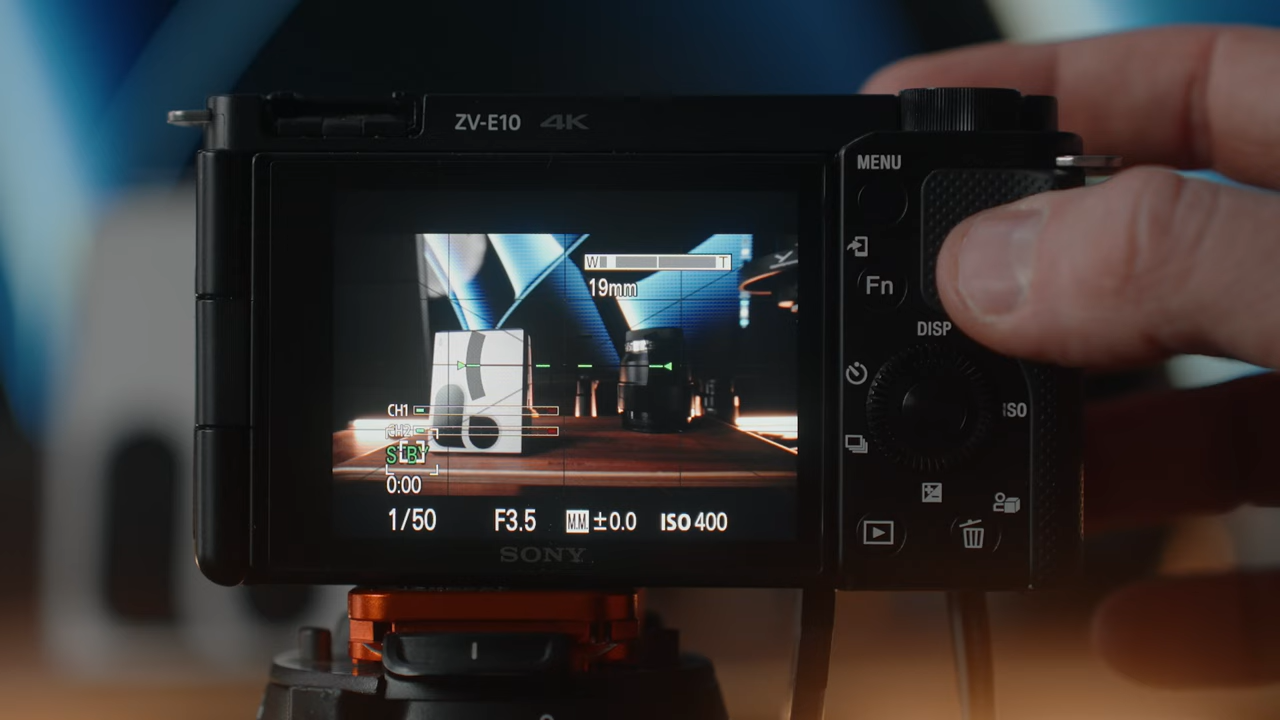 ZV-E10 4K
MENU
W T
19mm
Fn
DISP
CH1
CH2
STBY
0:00
ISO
1/50 F3.5 M.M. ±0.0 ISO 400
SONY